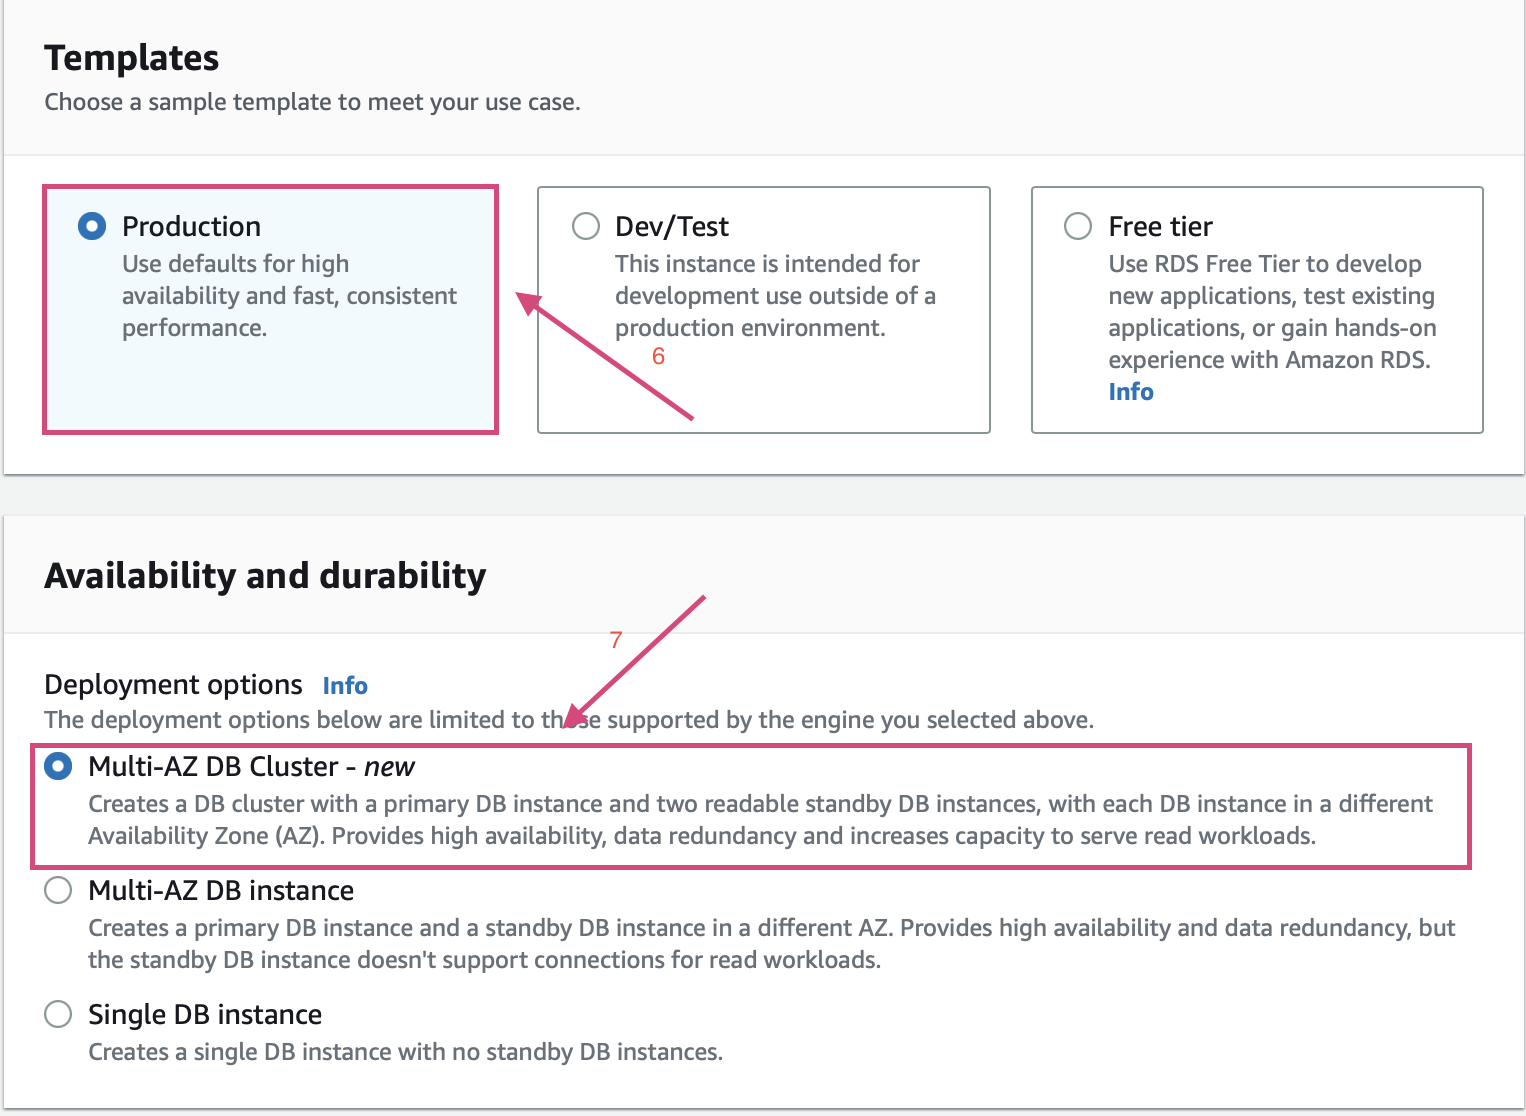 Templates
Choose a sample template to meet your use case.
Production
Use defaults for high
availability and fast, consistent
performance.
Dev/Test
This instance is intended for
development use outside of a
production environment.
6
Free tier
Use RDS Free Tier to develop
new applications, test existing
applications, or gain hands-on
experience with Amazon RDS.
Info
Availability and durability
7
Deployment options Info
The deployment options below are limited to those supported by the engine you selected above.
Multi-AZ DB Cluster - new
Creates a DB cluster with a primary DB instance and two readable standby DB instances, with each DB instance in a different
Availability Zone (AZ). Provides high availability, data redundancy and increases capacity to serve read workloads.
Multi-AZ DB instance
Creates a primary DB instance and a standby DB instance in a different AZ. Provides high availability and data redundancy, but
the standby DB instance doesn't support connections for read workloads.
Single DB instance
Creates a single DB instance with no standby DB instances.